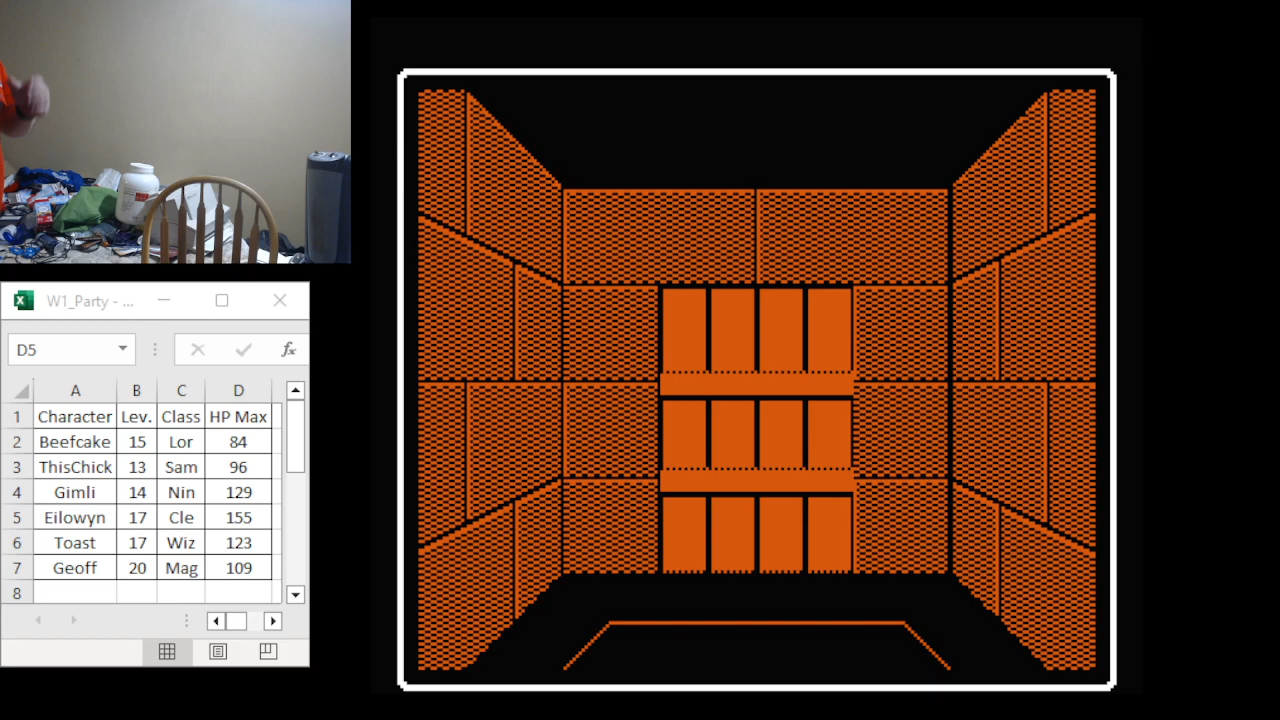 W1_Party - ...
D5
fx
A B C D
1 Character Lev. Class HP Max
2 Beefcake 15 Lor 84
3 ThisChick 13 Sam 96
4 Gimli 14 Nin 129
5 Eilowyn 17 Cle 155
6 Toast 17 Wiz 123
7 Geoff 20 Mag 109
8